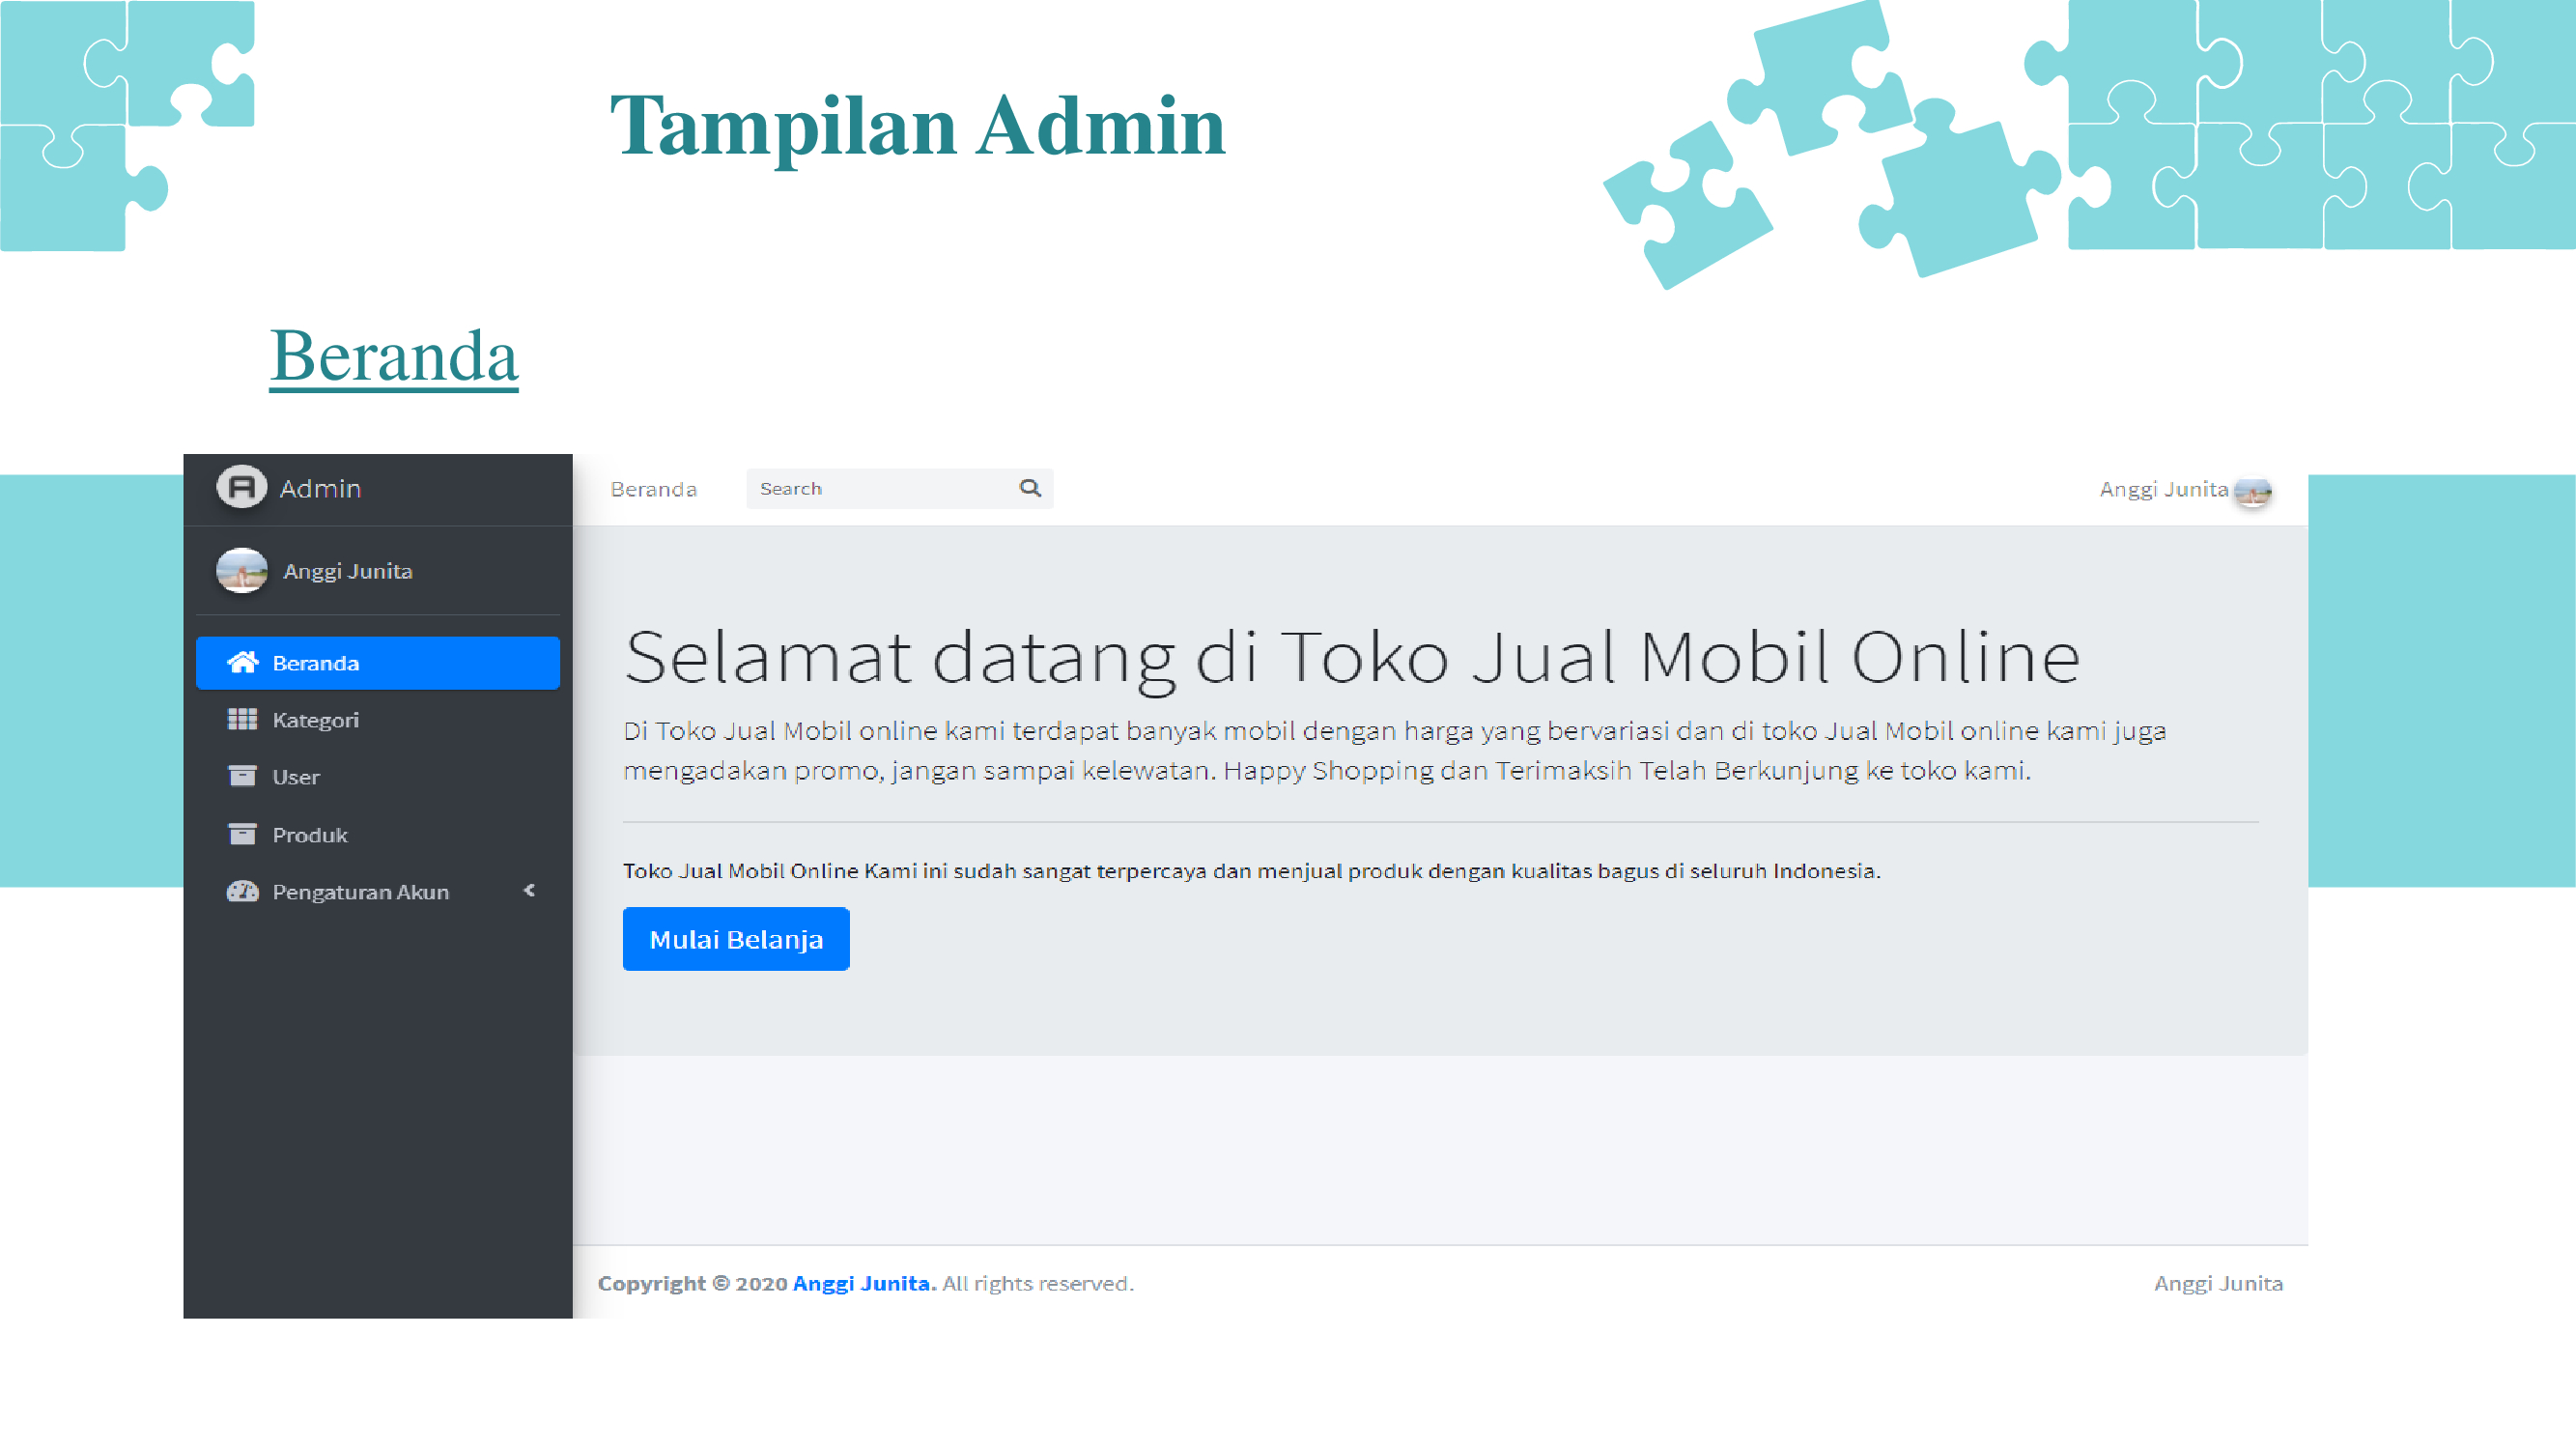 Tampilan Admin
Beranda
Admin
Beranda
Search
Anggi Junita
Anggi Junita
Beranda
Kategori
User
Produk
Pengaturan Akun
Selamat datang di Toko Jual Mobil Online
Di Toko Jual Mobil online kami terdapat banyak mobil dengan harga yang bervariasi dan di toko Jual Mobil online kami juga
mengadakan promo, jangan sampai kelewatan. Happy Shopping dan Terimaksih Telah Berkunjung ke toko kami.
Toko Jual Mobil Online Kami ini sudah sangat terpercaya dan menjual produk dengan kualitas bagus di seluruh Indonesia.
Mulai Belanja
Copyright © 2020 Anggi Junita. All rights reserved.
Anggi Junita